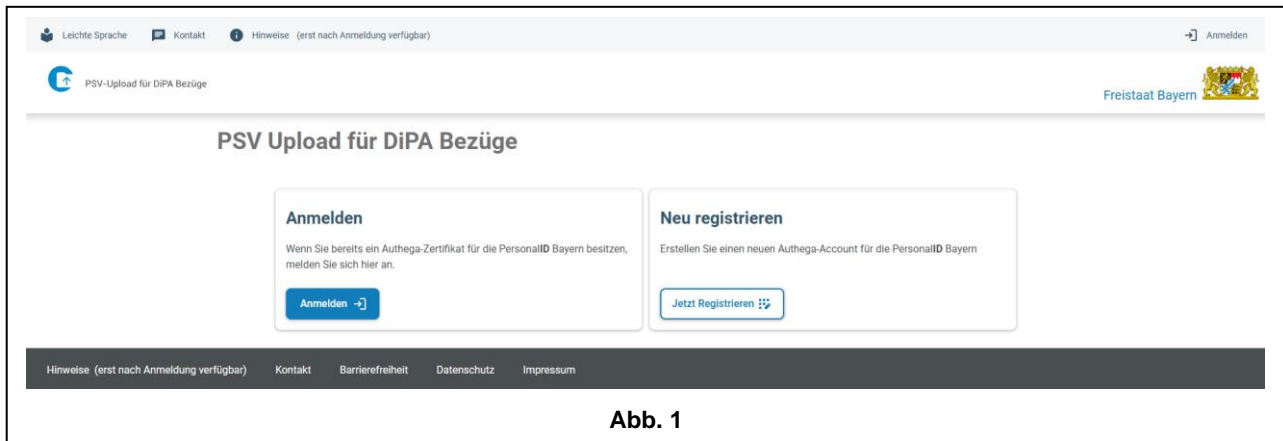 Leichte Sprache Kontakt Hinweise (erst nach Anmeldung verfügbar) Anmelden
PSV-Upload für DiPA Bezüge
Freistaat Bayern
PSV Upload für DiPA Bezüge
Anmelden
Wenn Sie bereits ein Authega-Zertifikat für die PersonalID Bayern besitzen,
melden Sie sich hier an.
Anmelden
Neu registrieren
Erstellen Sie einen neuen Authega-Account für die PersonalID Bayern
Jetzt Registrieren
Hinweise (erst nach Anmeldung verfügbar) Kontakt Barrierefreiheit Datenschutz Impressum
Abb. 1